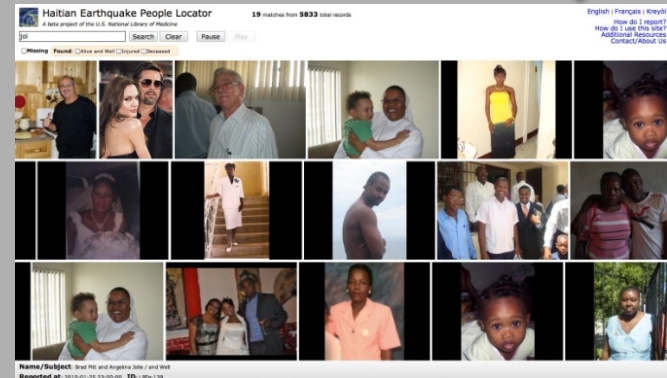 Haitian Earthquake People Locator
A beta project of the U.S. National Library of Medicine
19 matches from 5833 total records
English | Français | Kreyòl
How do I report?
How do I use this site?
Additional Resources
Contact/About Us
jol
Search Clear Pause Play
Missing Found: Alive and Well Injured Deceased
Name/Subject: Brad Pitt and Angelina Jolie / and Well
Reported at: